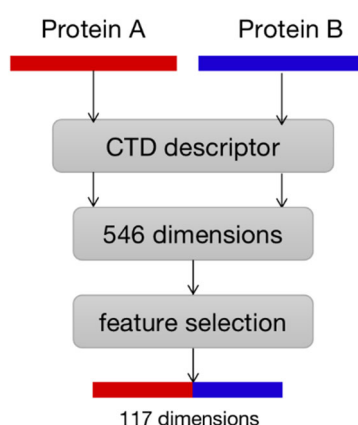 Protein A Protein B
CTD descriptor
546 dimensions
feature selection
117 dimensions